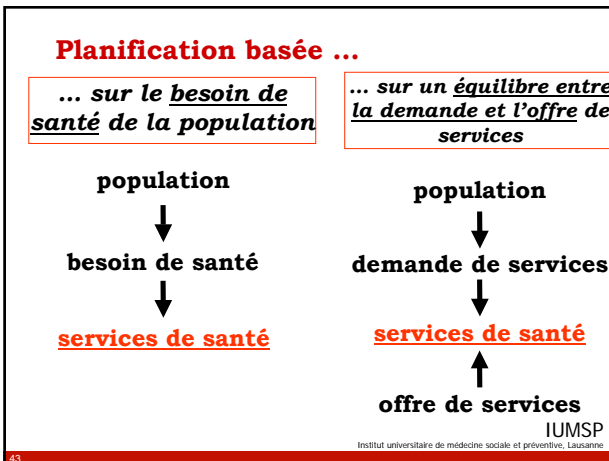 Planification basée ...
... sur le besoin de
santé de la population
population
besoin de santé
services de santé
... sur un équilibre entre
la demande et l'offre de
services
population
demande de services
services de santé
offre de services
IUMSP
Institut universitaire de médecine sociale et préventive, Lausanne
43